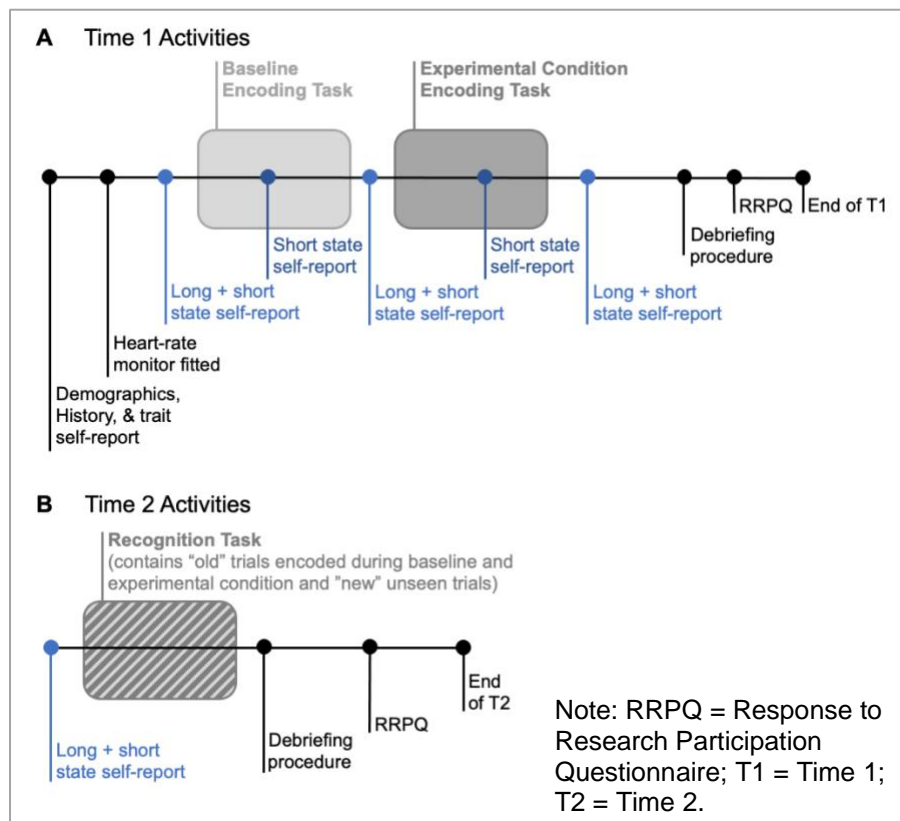 A Time 1 Activities
Baseline
Encoding Task
Experimental Condition
Encoding Task
Short state
self-report
Long + short
state self-report
Short state
self-report
Long + short
state self-report
Long + short
state self-report
RRPQ
End of T1
Debriefing
procedure
Heart-rate
monitor fitted
Demographics,
History, & trait
self-report
B Time 2 Activities
Recognition Task
(contains "old" trials encoded during baseline and
experimental condition and "new" unseen trials)
Long + short
state self-report
Debriefing
procedure
RRPQ
End
of T2
Note: RRPQ = Response to
Research Participation
Questionnaire; T1 = Time 1;
T2 = Time 2.